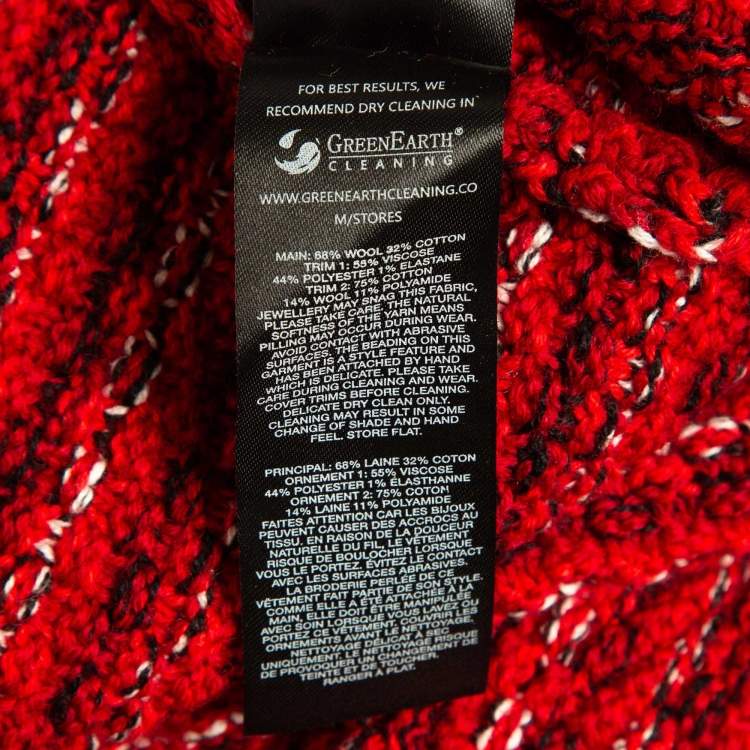 FOR BEST RESULTS, WE
RECOMMEND DRY CLEANING IN
GREENEARTH®
CLEANING
WWW.GREENEARTHCLEANING.CO
M/STORES
MAIN: 68% WOOL 32% COTTON
TRIM 1: 55% VISCOSE
44% POLYESTER 1% ELASTANE
TRIM 2: 75% COTTON
14% WOOL 11% POLYAMIDE
JEWELLERY MAY SNAG THIS FABRIC,
PLEASE TAKE CARE. THE NATURAL
SOFTNESS OF THE YARN MEANS
PILLING MAY OCCUR DURING WEAR.
AVOID CONTACT WITH ABRASIVE
SURFACES. THE BEADING ON THIS
GARMENT IS A STYLE FEATURE AND
HAS BEEN ATTACHED BY HAND
WHICH IS DELICATE. PLEASE TAKE
CARE DURING CLEANING AND WEAR.
COVER TRIMS BEFORE CLEANING.
DELICATE DRY CLEAN ONLY.
CLEANING MAY RESULT IN SOME
CHANGE OF SHADE AND HAND
FEEL. STORE FLAT.
PRINCIPAL: 68% LAINE 32% COTON
ORNEMENT 1: 55% VISCOSE
44% POLYESTER 1% ÉLASTHANNE
ORNEMENT 2: 75% COTON
14% LAINE 11% POLYAMIDE
FAITES ATTENTION CAR LES BIJOUX
PEUVENT CAUSER DES ACCROCS AU
TISSU. EN RAISON DE LA DOUCEUR
NATURELLE DU FIL, LE VÊTEMENT
RISQUE DE BOULOCHER LORSQUE
VOUS LE PORTEZ. ÉVITEZ LE CONTACT
AVEC LES SURFACES ABRASIVES.
LA BRODERIE PERLÉE DE CE
VÊTEMENT FAIT PARTIE DE SON STYLE.
COMME ELLE A ÉTÉ ATTACHÉE À LA
MAIN, ELLE DOIT ÊTRE MANIPULÉE
AVEC SOIN LORSQUE VOUS LAVEZ OU
PORTEZ CE VÊTEMENT. COUVRIR LES
ORNEMENTS AVANT LE NETTOYAGE.
NETTOYAGE DÉLICAT À SEC
UNIQUEMENT. LE NETTOYAGE RISQUE
DE PROVOQUER UN CHANGEMENT DE
TEINTE ET DE TOUCHER.
RANGER À PLAT.